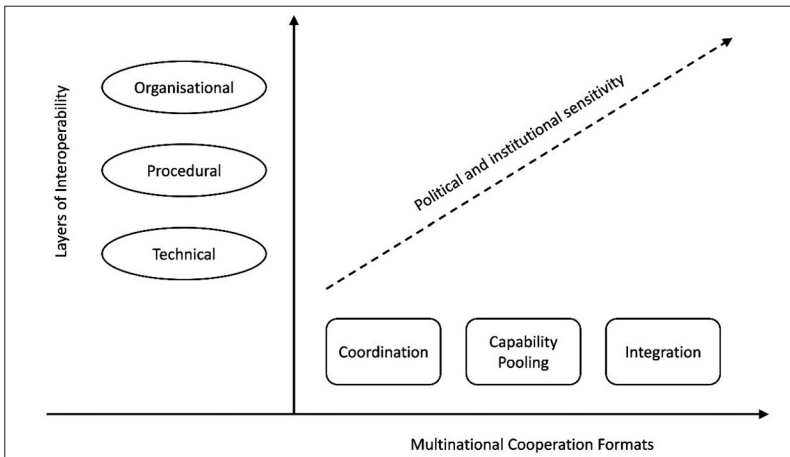 Layers of Interoperability
Organisational
Procedural
Technical
Political and institutional sensitivity
Coordination
Capability
Pooling
Integration
Multinational Cooperation Formats